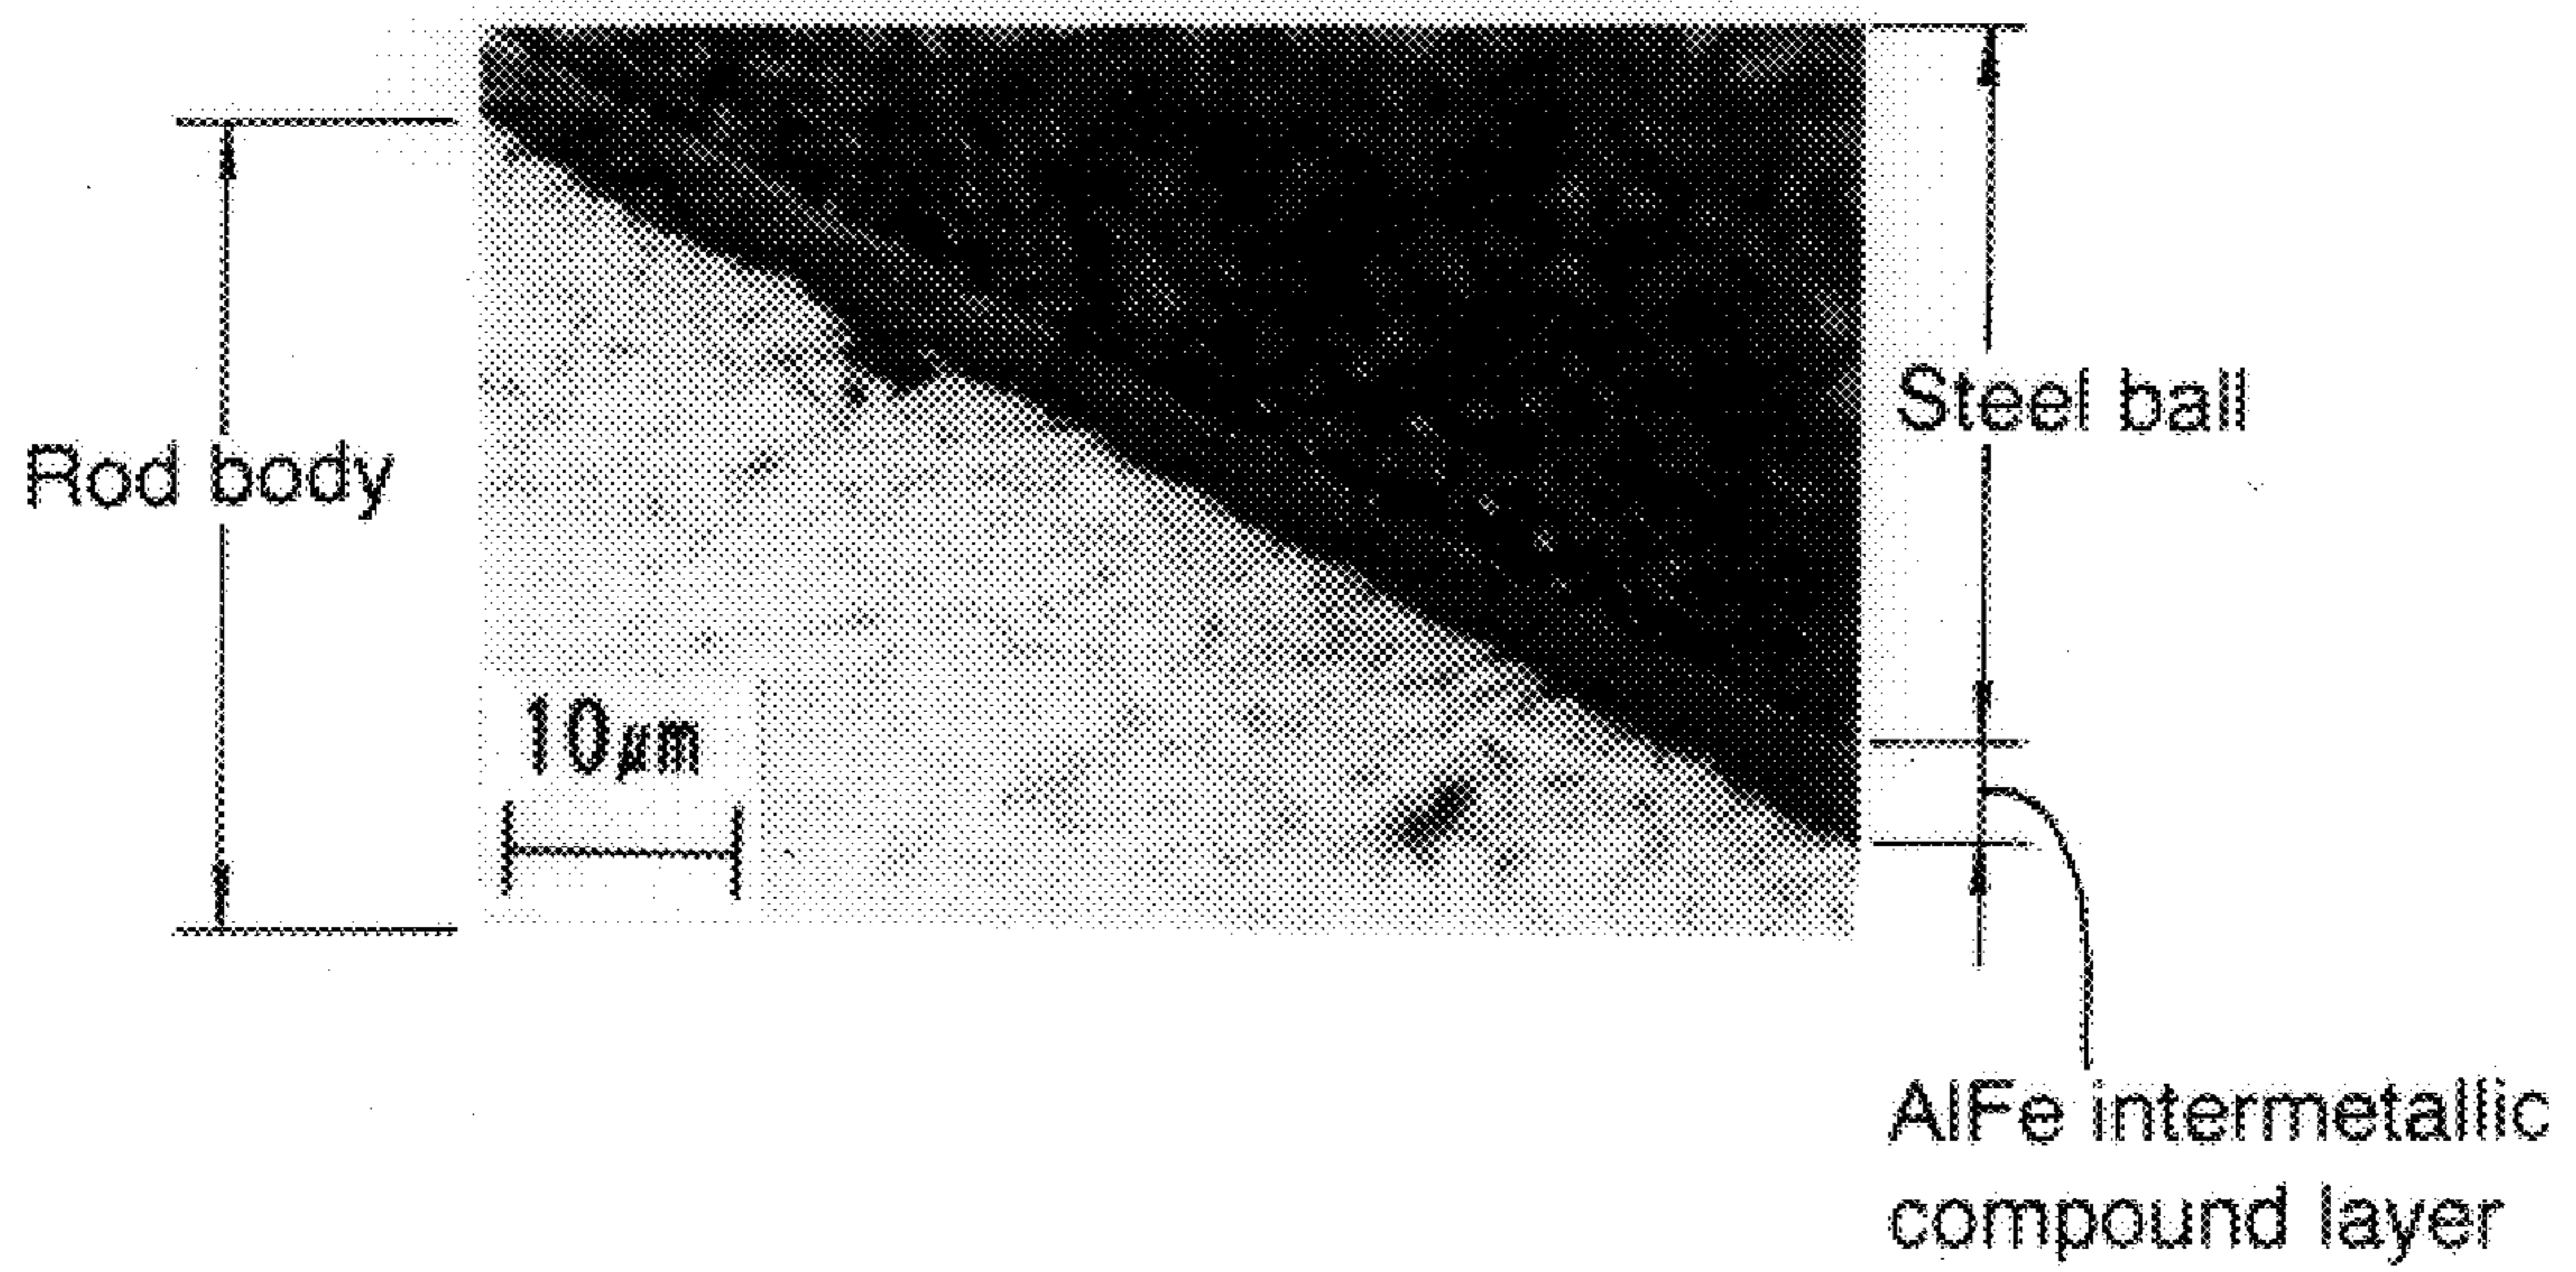 Steel ball
Rod body
10μm
AlFe intermetallic
compound layer